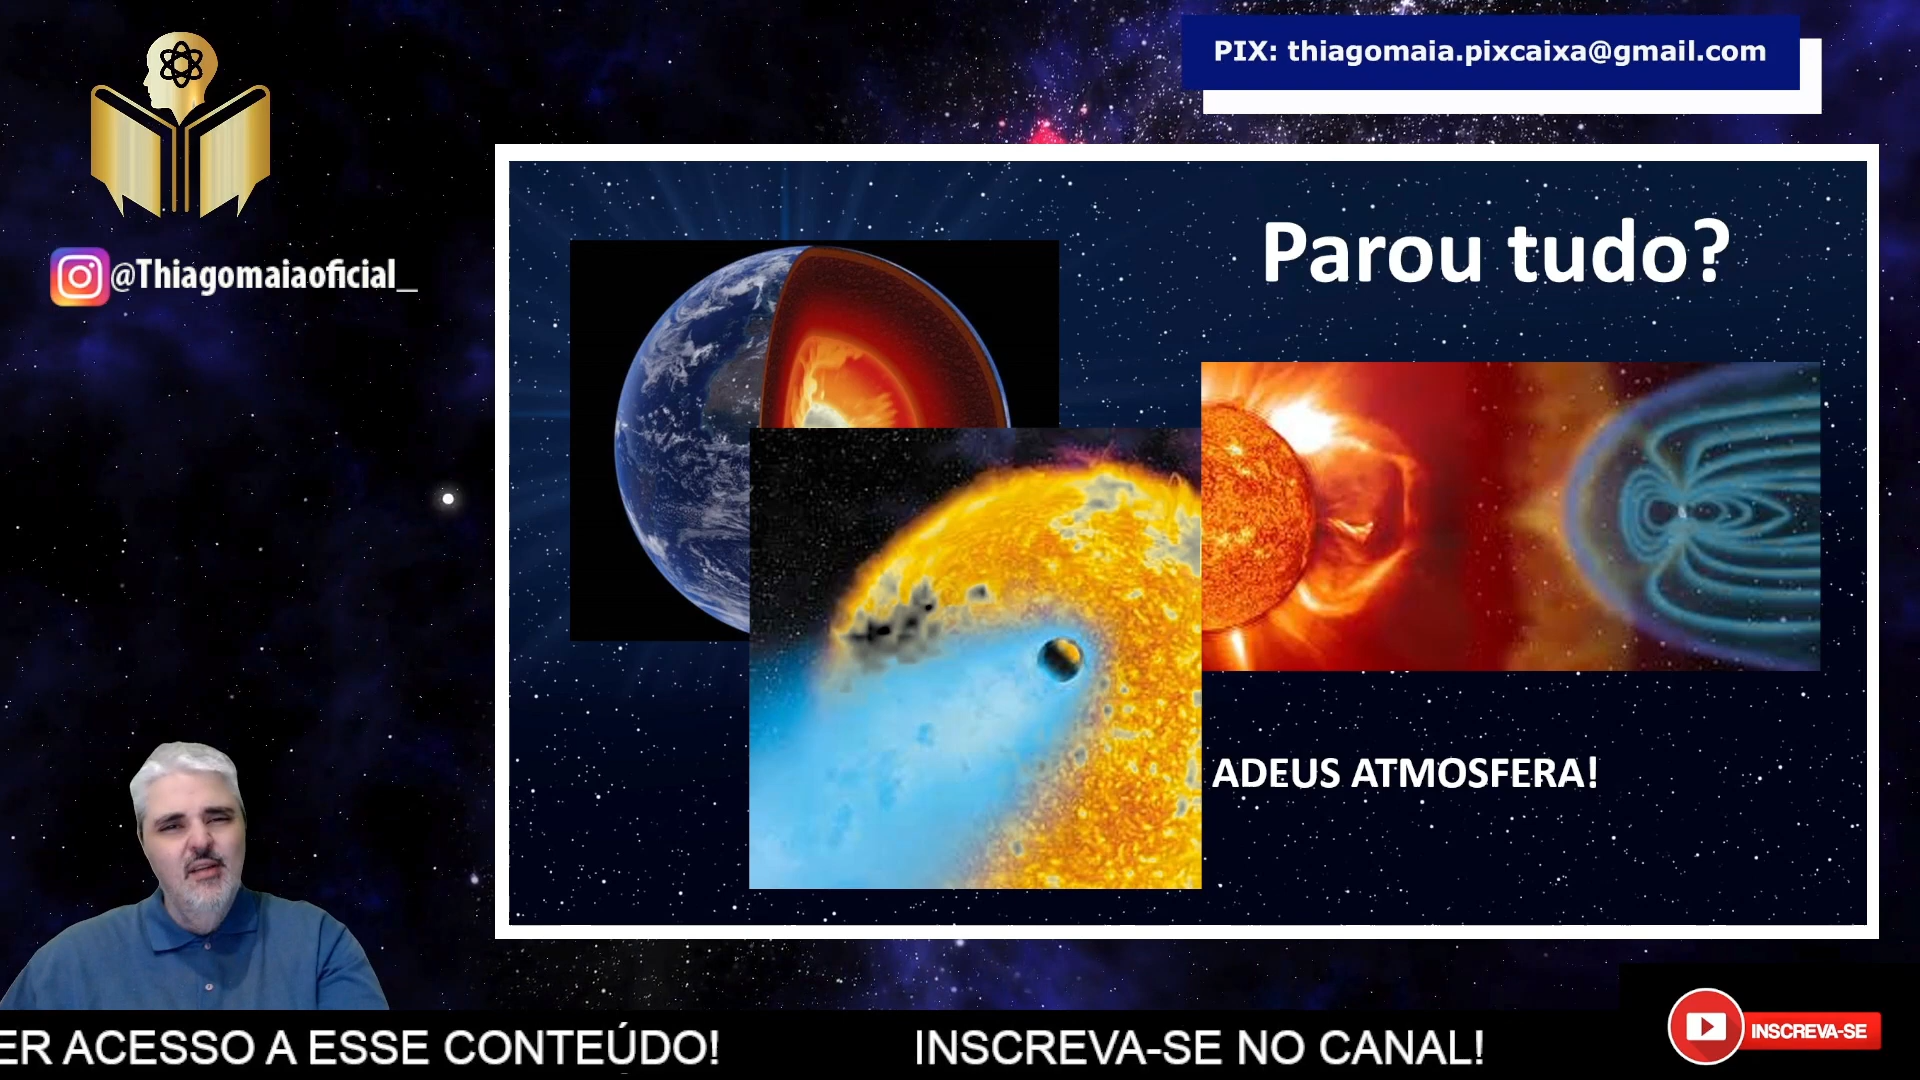 PIX: thiagomaia.pixcaixa@gmail.com
@Thiagomaiaoficial_
Parou tudo?
ADEUS ATMOSFERA!
ER ACESSO A ESSE CONTEÚDO! INSCREVA-SE NO CANAL!
INSCREVA-SE